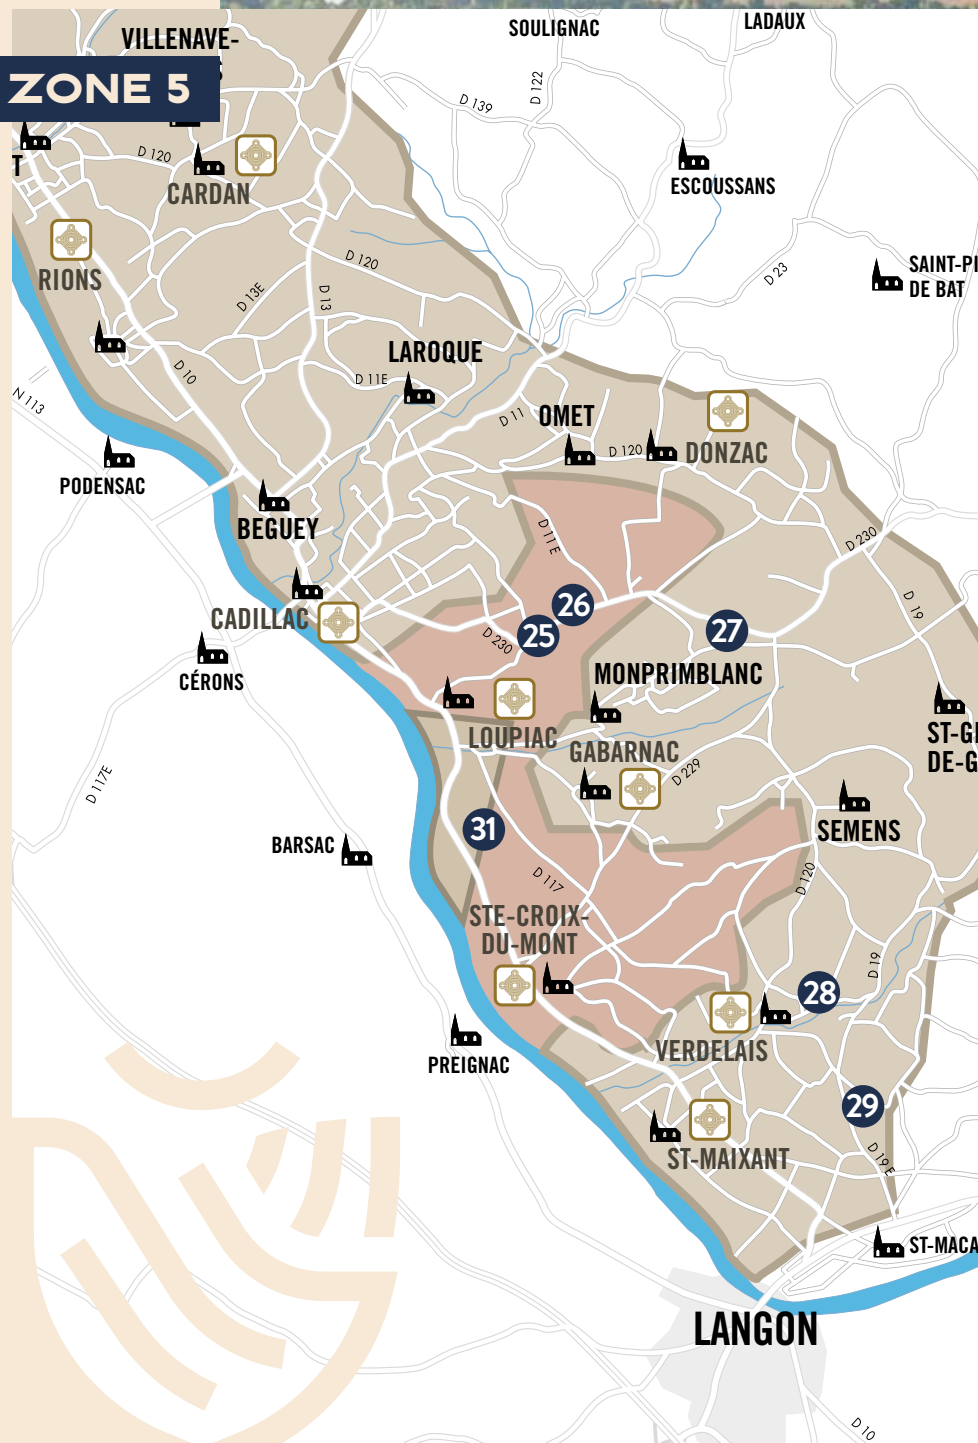 SOULIGNAC
LADAUX
VILLENAVE-
ZONE 5
D 122
D 139
T
D 120
CARDAN
ESCOUSSANS
RIONS
D 120
D 23
SAINT-PI
DE BAT
D 13E
D 13
LAROQUE
D 10
D 11E
N 113
D 11
OMET
D 120
DONZAC
PODENSAC
BEGUEY
D 11 E
D 230
CADILLAC
26
25
27
D 19
D 230
CÉRONS
MONPRIMBLANC
LOUPIAC
GABARNAC
ST-G
DE-G
D 117E
D 229
31
SEMENS
BARSAC
D 117
D 120
STE-CROIX-
DU-MONT
D 19
28
VERDELAIS
PREIGNAC
29
ST-MAIXANT
D 19 E
ST-MACA
LANGON
D 10